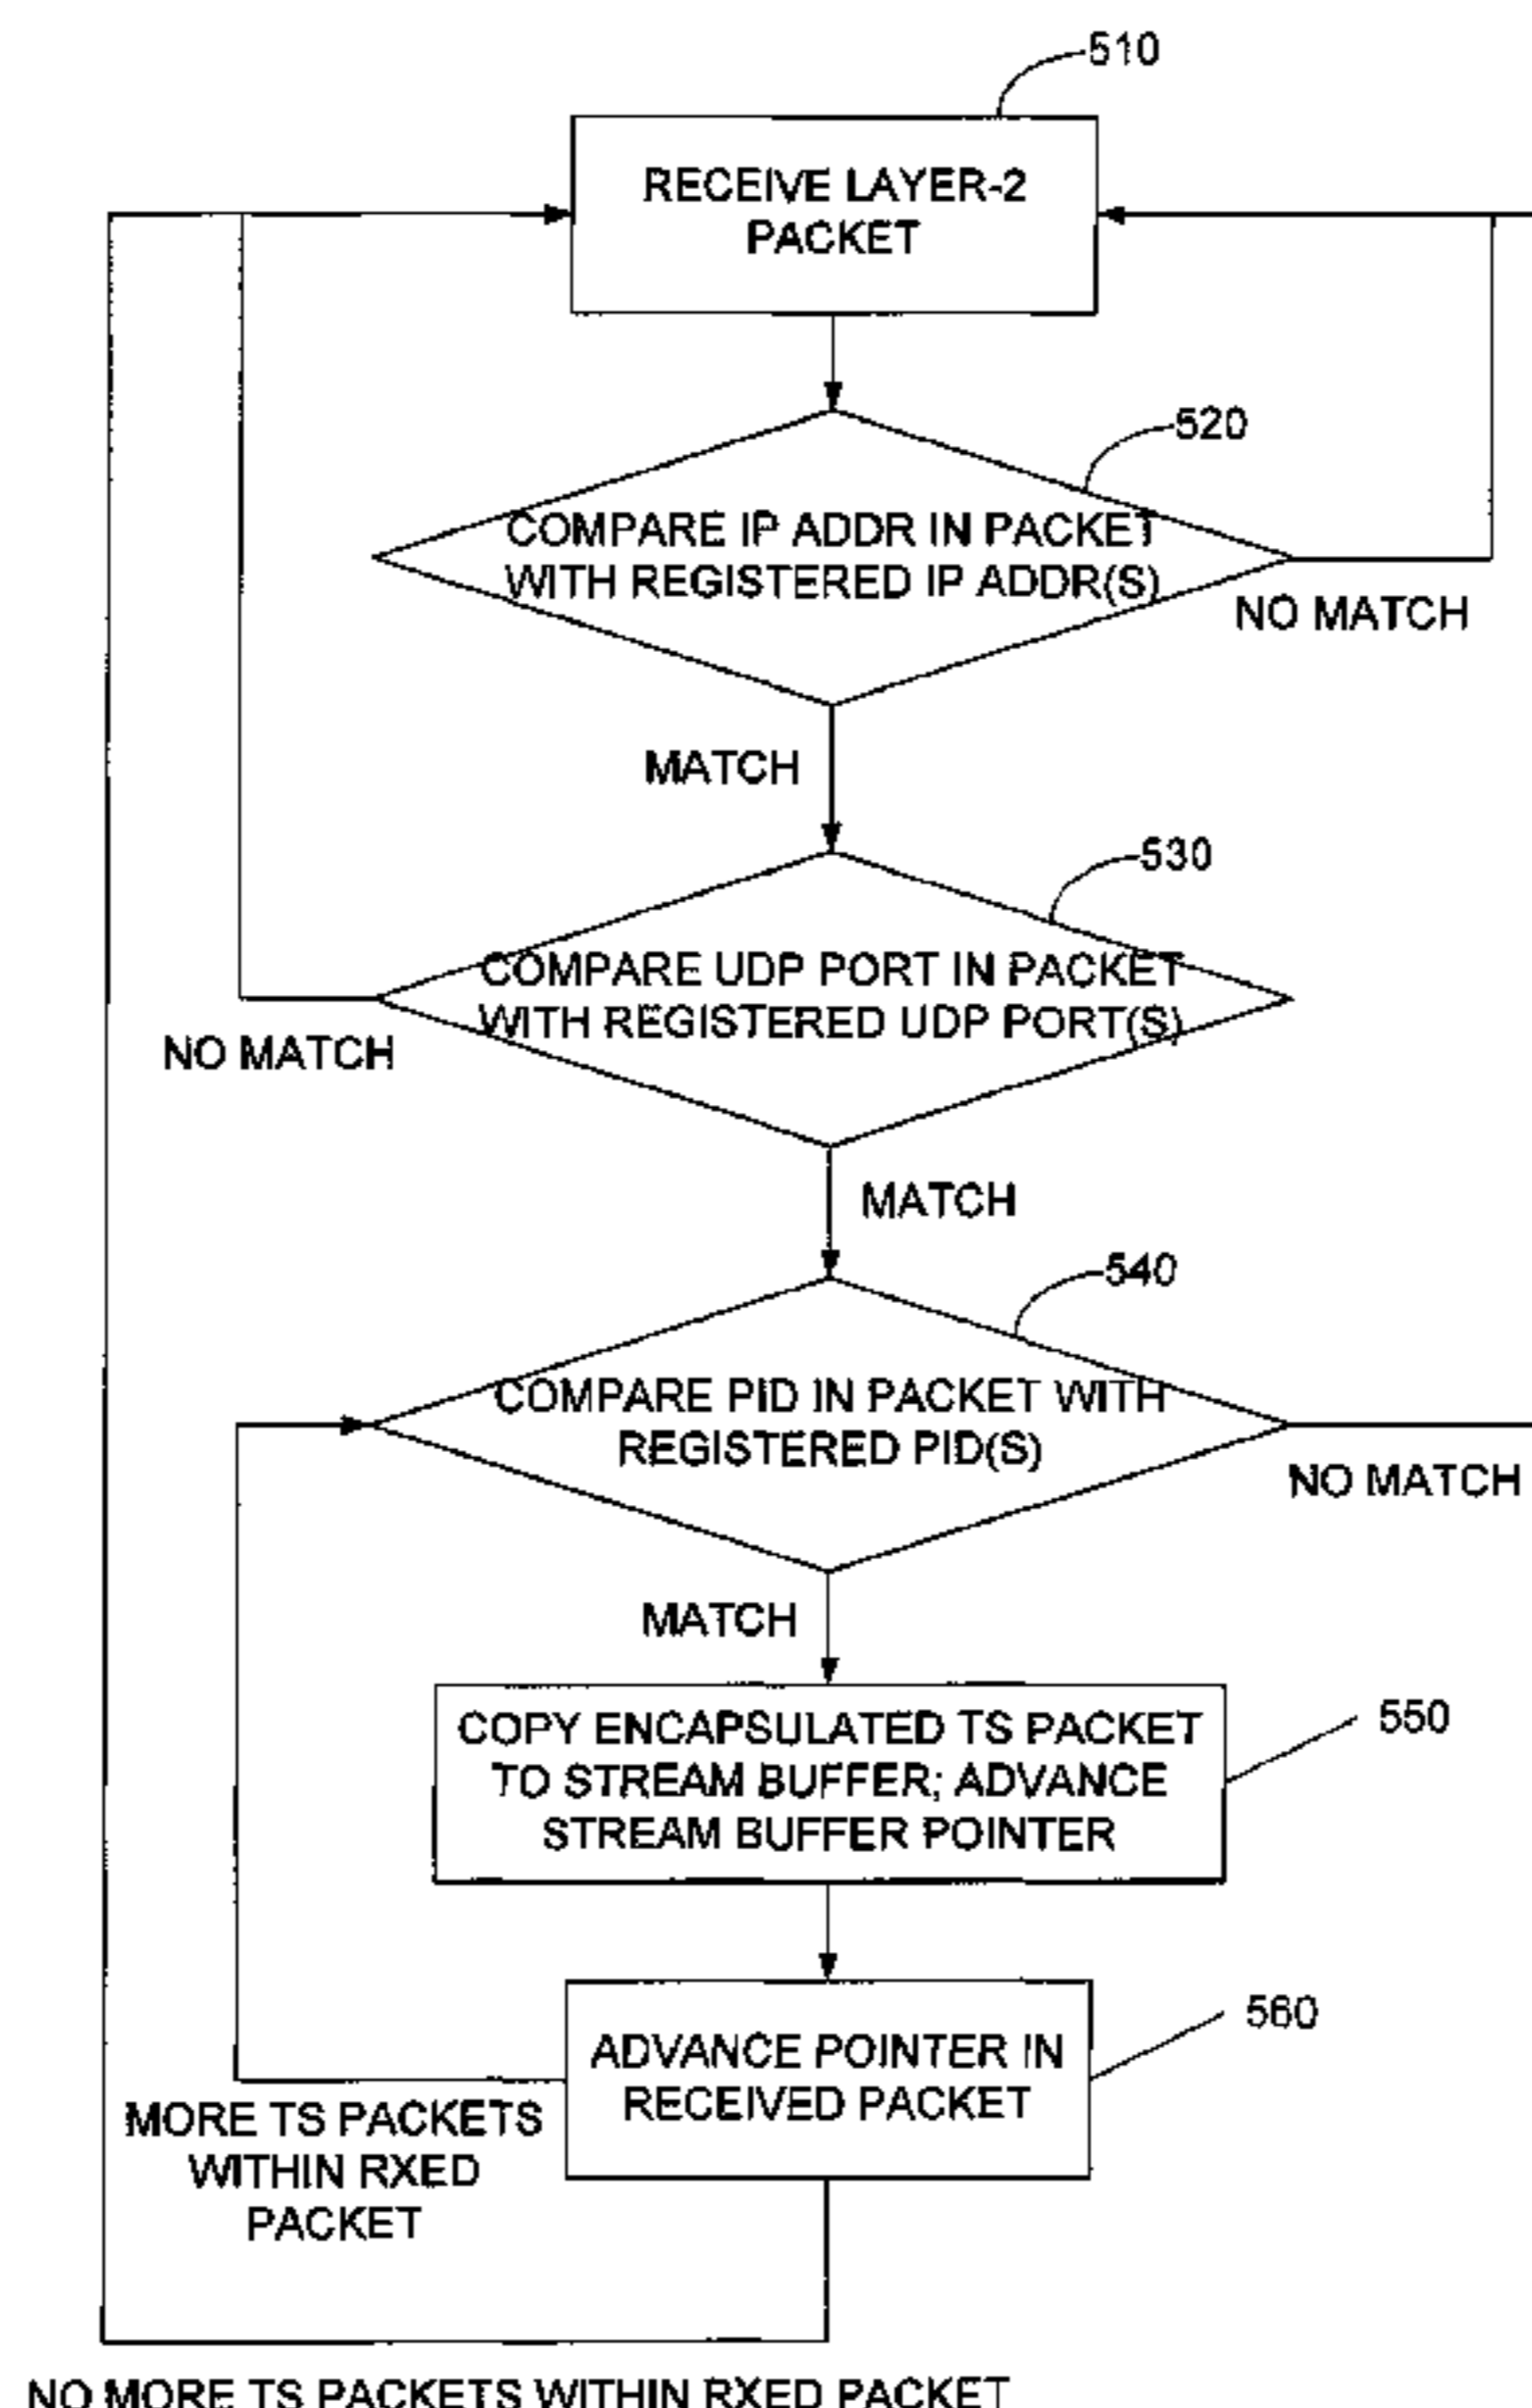 510
RECEIVE LAYER-2
PACKET
520
COMPARE IP ADDR IN PACKET
WITH REGISTERED IP ADDR(S)
NO MATCH
MATCH
530
COMPARE UDP PORT IN PACKET
WITH REGISTERED UDP PORT(S)
NO MATCH
MATCH
540
COMPARE PID IN PACKET WITH
REGISTERED PID(S)
NO MATCH
MATCH
550
COPY ENCAPSULATED TS PACKET
TO STREAM BUFFER; ADVANCE
STREAM BUFFER POINTER
560
ADVANCE POINTER IN
RECEIVED PACKET
MORE TS PACKETS
WITHIN RXED
PACKET
NO MORE TS PACKETS WITHIN RXED PACKET